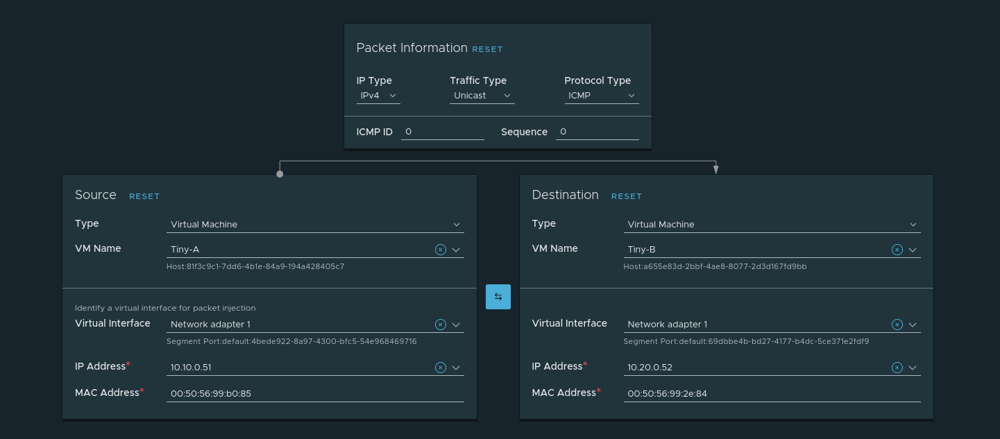 Packet Information RESET
IP Type Traffic Type Protocol Type
IPv4 Unicast ICMP
ICMP ID 0 Sequence 0
Source RESET
Type Virtual Machine
VM Name Tiny-A
Host:81f3c9c1-7dd6-4b1e-84a9-194a428405c7
Identify a virtual interface for packet injection
Virtual Interface Network adapter 1
Segment Port:default:4bede922-8a97-4300-bfc5-54e968469716
IP Address* 10.10.0.51
MAC Address* 00:50:56:99:b0:85
Destination RESET
Type Virtual Machine
VM Name Tiny-B
Host:a655e83d-2bbf-4ae8-8077-2d3d167fd9bb
Virtual Interface Network adapter 1
Segment Port:default:69dbbe4b-bd27-4177-b4dc-5ce371e2fdf9
IP Address* 10.20.0.52
MAC Address* 00:50:56:99:2e:84